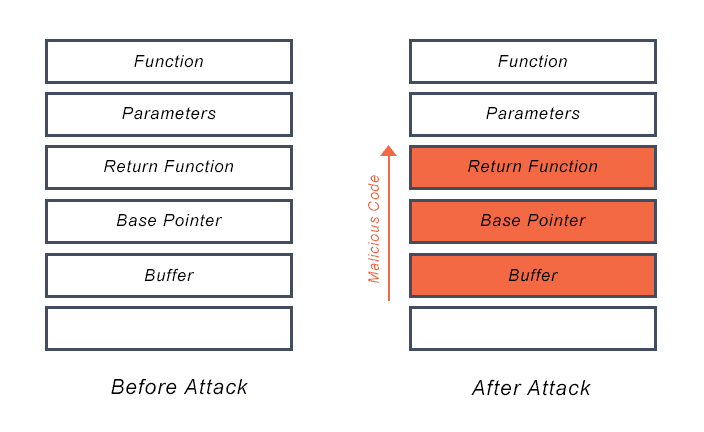 Function
Parameters
Return Function
Base Pointer
Buffer
Before Attack
Malicious Code
Function
Parameters
Return Function
Base Pointer
Buffer
After Attack